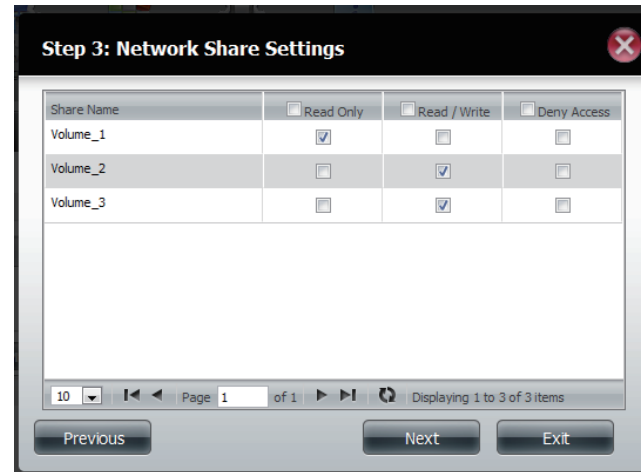 Step 3: Network Share Settings
Share Name Read Only Read / Write Deny Access
Volume_1
Volume_2
Volume_3
10 Page 1 of 1 Displaying 1 to 3 of 3 items
Previous Next Exit